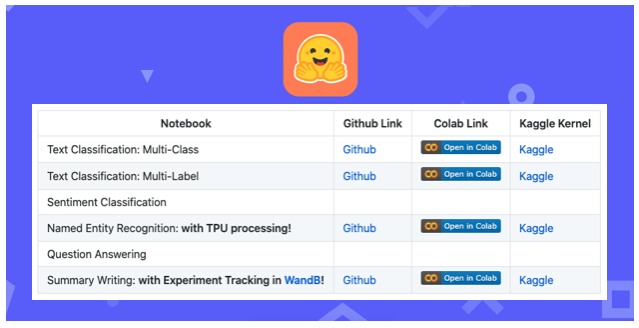 Notebook Github Link Colab Link Kaggle Kernel
Text Classification: Multi-Class Github Open in Colab Kaggle
Text Classification: Multi-Label Github Open in Colab Kaggle
Sentiment Classification
Named Entity Recognition: with TPU processing! Github Open in Colab Kaggle
Question Answering
Summary Writing: with Experiment Tracking in WandB! Github Open in Colab Kaggle